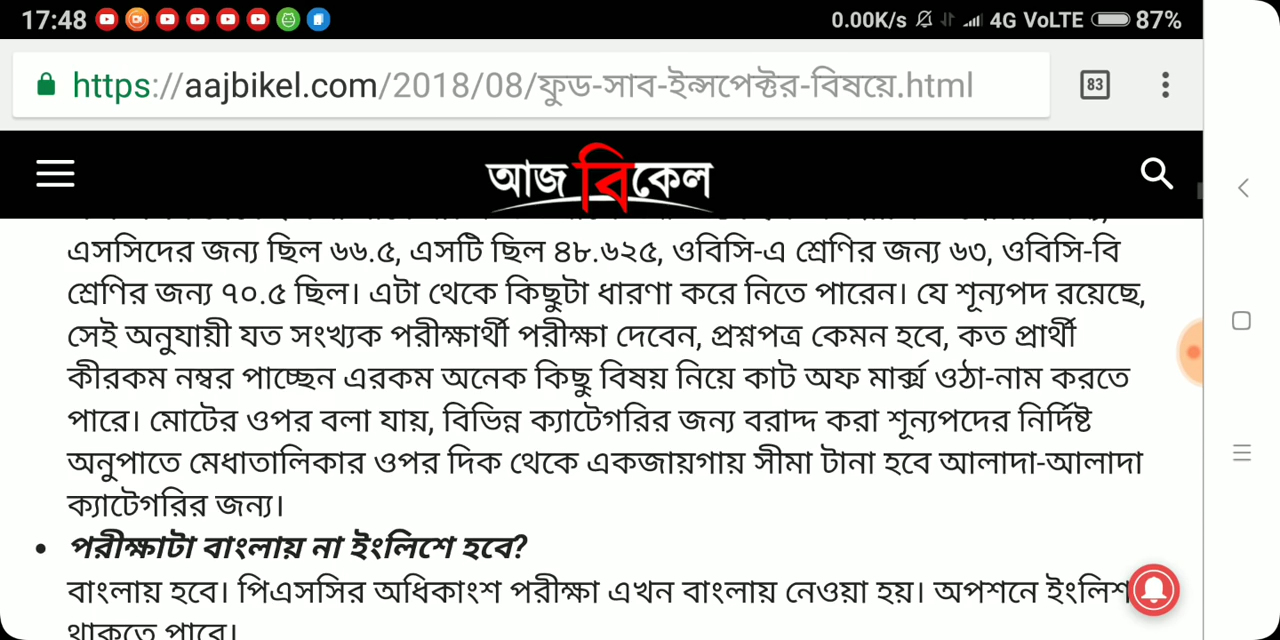 17:48
0.00K/s 4G VoLTE 87%
https://aajbikel.com/2018/08/ফুড-সাব-ইন্সপেক্টর-বিষয়ে.html
83
আজ বিকেল
এসসিদের জন্য ছিল ৬৬.৫, এসটি ছিল ৪৮.৬২৫, ওবিসি-এ শ্রেণির জন্য ৬৩, ওবিসি-বি
শ্রেণির জন্য ৭০.৫ ছিল। এটা থেকে কিছুটা ধারণা করে নিতে পারেন। যে শূন্যপদ রয়েছে,
সেই অনুযায়ী যত সংখ্যক পরীক্ষার্থী পরীক্ষা দেবেন, প্রশ্নপত্র কেমন হবে, কত প্রার্থী
কীরকম নম্বর পাচ্ছেন এরকম অনেক কিছু বিষয় নিয়ে কাট অফ মার্ক্স ওঠা-নাম করতে
পারে। মোটের ওপর বলা যায়, বিভিন্ন ক্যাটেগরির জন্য বরাদ্দ করা শূন্যপদের নির্দিষ্ট
অনুপাতে মেধাতালিকার ওপর দিক থেকে একজায়গায় সীমা টানা হবে আলাদা-আলাদা
ক্যাটেগরির জন্য।
• পরীক্ষাটা বাংলায় না ইংলিশে হবে?
বাংলায় হবে। পিএসসির অধিকাংশ পরীক্ষা এখন বাংলায় নেওয়া হয়। অপশনে ইংলিশ
থাকতে পারে।